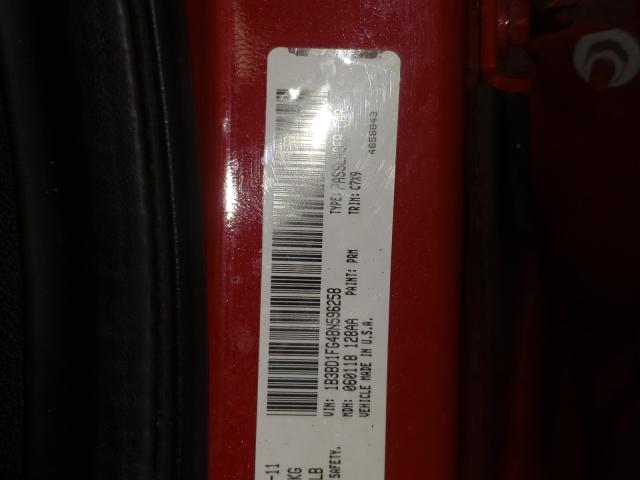 -11
KG
LB
SAFETY,
VIN: 1B3BD1FG4BN596258 TYPE: PASSENGER CAR
MDH: 060118 128AA PAINT: PRM TRIM: C7X9
VEHICLE MADE IN U.S.A. 4658843